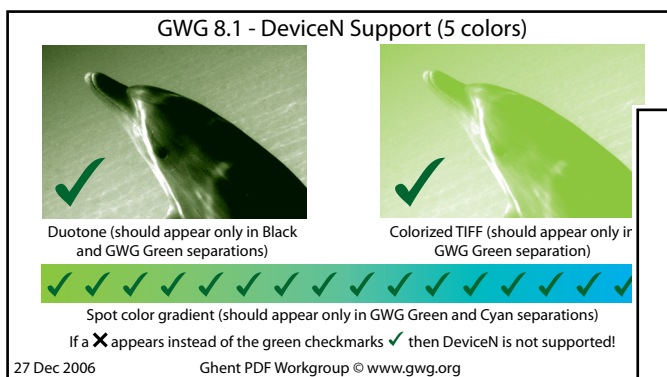 GWG 8.1 - DeviceN Support (5 colors)
Duotone (should appear only in Black
and GWG Green separations)
Colorized TIFF (should appear only in
GWG Green separation)
Spot color gradient (should appear only in GWG Green and Cyan separations)
If a ✕ appears instead of the green checkmarks ✓ then DeviceN is not supported!
27 Dec 2006
Ghent PDF Workgroup © www.gwg.org